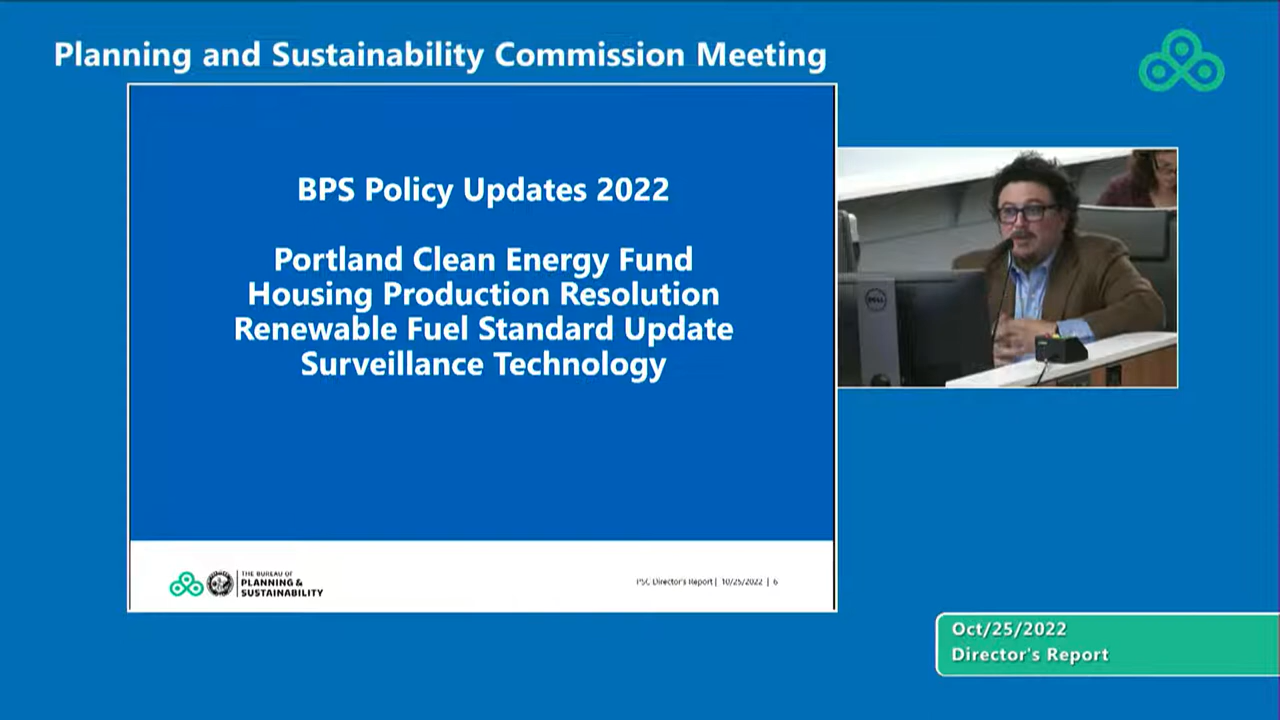 Planning and Sustainability Commission Meeting
BPS Policy Updates 2022
Portland Clean Energy Fund
Housing Production Resolution
Renewable Fuel Standard Update
Surveillance Technology
DELL
THE BUREAU OF
PLANNING &
SUSTAINABILITY
PSC Director's Report | 10/25/2022 | 6
Oct/25/2022
Director's Report